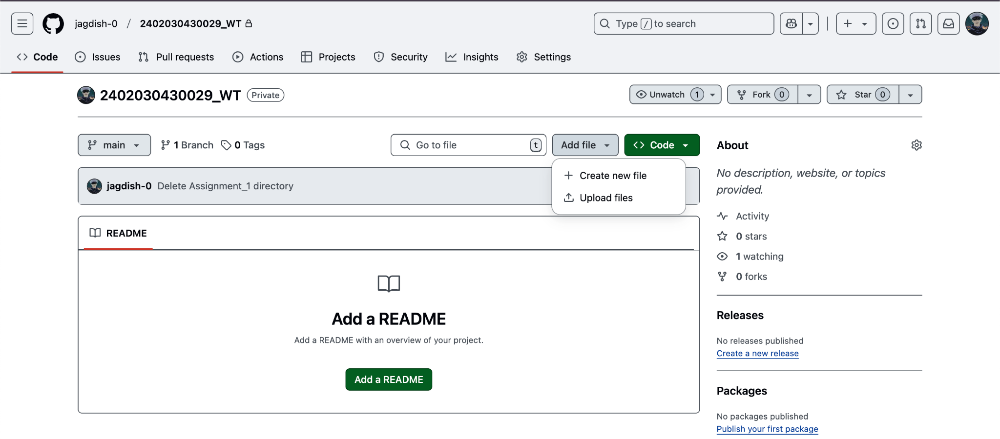 jagdish-0 / 2402030430029_WT
Type / to search
Code Issues Pull requests Actions Projects Security Insights Settings
2402030430029_WT Private
Unwatch 1 Fork 0 Star 0
main 1 Branch 0 Tags
Go to file t
Add file
Code
Create new file
Upload files
jagdish-0 Delete Assignment_1 directory
README
Add a README
Add a README with an overview of your project.
Add a README
About
No description, website, or topics
provided.
Activity
0 stars
1 watching
0 forks
Releases
No releases published
Create a new release
Packages
No packages published
Publish your first package